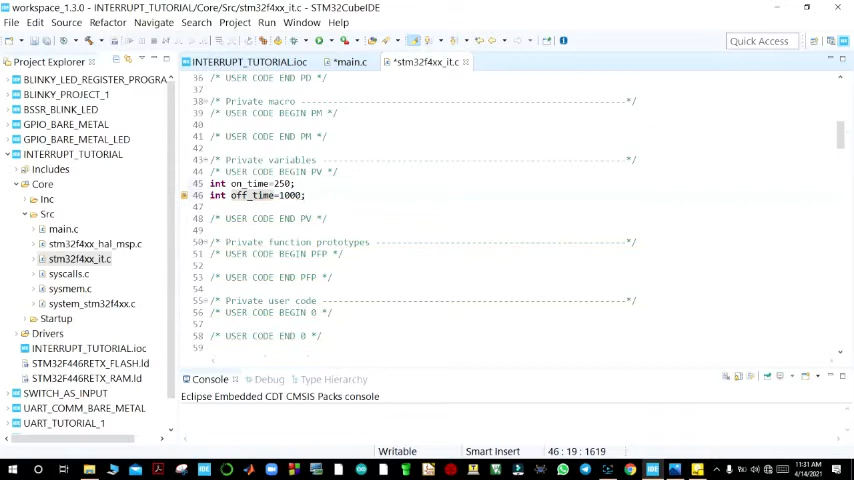 workspace_1.3.0 - INTERRUPT_TUTORIAL/Core/Src/stm32f4xx_it.c - STM32CubeIDE
File Edit Source Refactor Navigate Search Project Run Window Help
Quick Access
Project Explorer
INTERRUPT_TUTORIAL.ioc
*main.c
*stm32f4xx_it.c
BLINKY_LED_REGISTER_PROGRA
BLINKY_PROJECT_1
BSSR_BLINK_LED
GPIO_BARE_METAL
GPIO_BARE_METAL_LED
INTERRUPT_TUTORIAL
Includes
Core
Inc
Src
main.c
stm32f4xx_hal_msp.c
stm32f4xx_it.c
syscalls.c
sysmem.c
system_stm32f4xx.c
Startup
Drivers
INTERRUPT_TUTORIAL.ioc
STM32F446RETX_FLASH.ld
STM32F446RETX_RAM.ld
SWITCH_AS_INPUT
UART_COMM_BARE_METAL
UART_TUTORIAL_1
36 /* USER CODE END PD */
37
38 /* Private macro -------------------------------------------------------------*/
39 /* USER CODE BEGIN PM */
40
41 /* USER CODE END PM */
42
43 /* Private variables ---------------------------------------------------------*/
44 /* USER CODE BEGIN PV */
45 int on_time=250;
46 int off_time=1000;
47
48 /* USER CODE END PV */
49
50 /* Private function prototypes -----------------------------------------------*/
51 /* USER CODE BEGIN PFP */
52
53 /* USER CODE END PFP */
54
55 /* Private user code ---------------------------------------------------------*/
56 /* USER CODE BEGIN 0 */
57
58 /* USER CODE END 0 */
59
Console Debug Type Hierarchy
Eclipse Embedded CDT CMSIS Packs console
Writable Smart Insert 46 : 19 : 1619
11:31 AM
4/14/2021